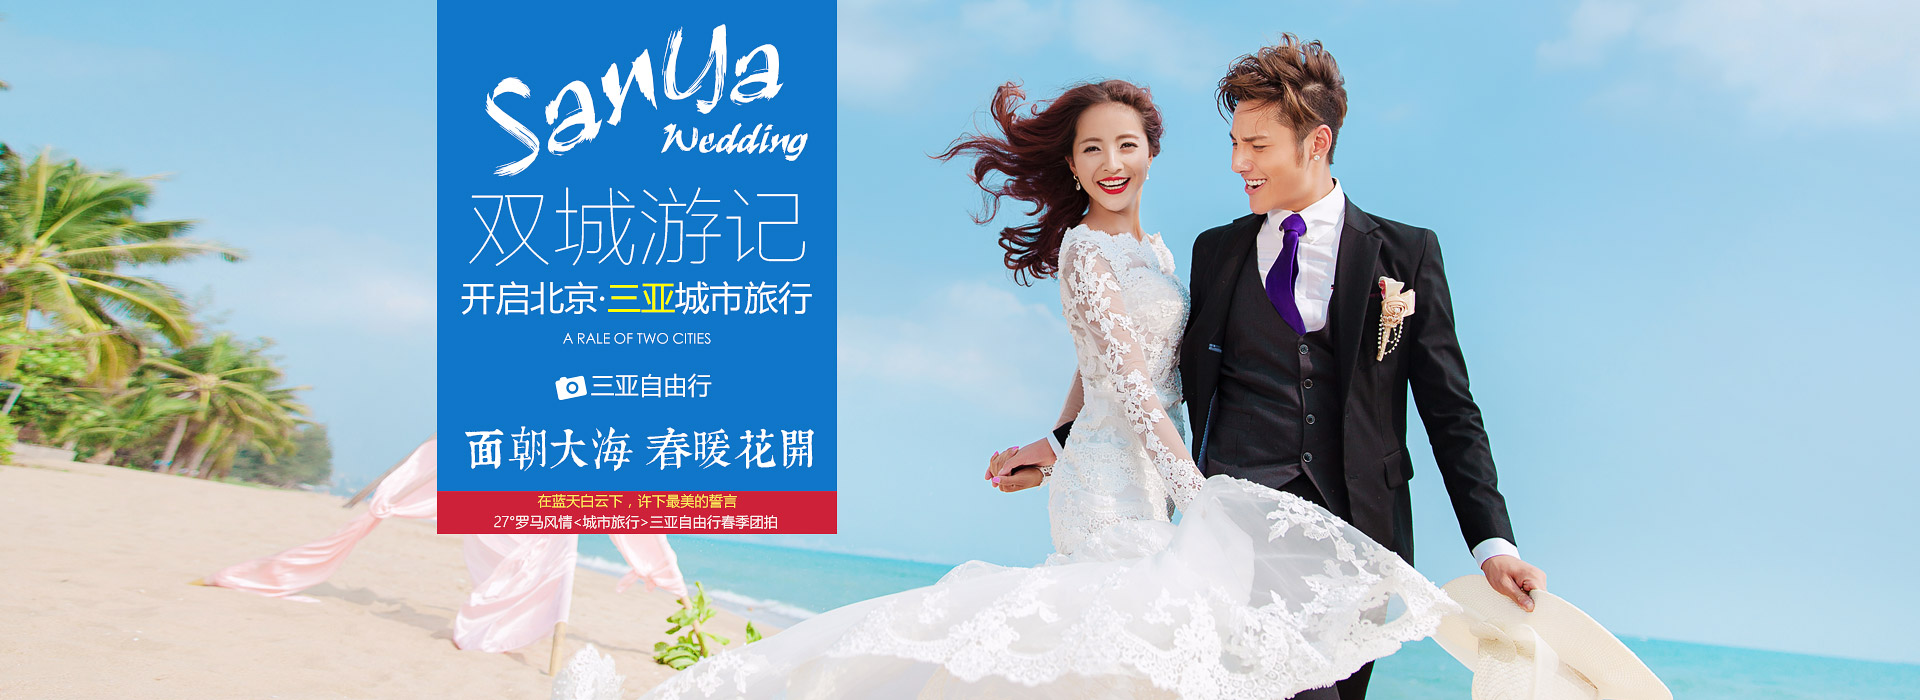 SanYa
Wedding
双城游记
开启北京·三亚城市旅行
A RALE OF TWO CITIES
三亚自由行
面朝大海 春暖花開
在蓝天白云下，许下最美的誓言
27°罗马风情<城市旅行>三亚自由行春季团拍